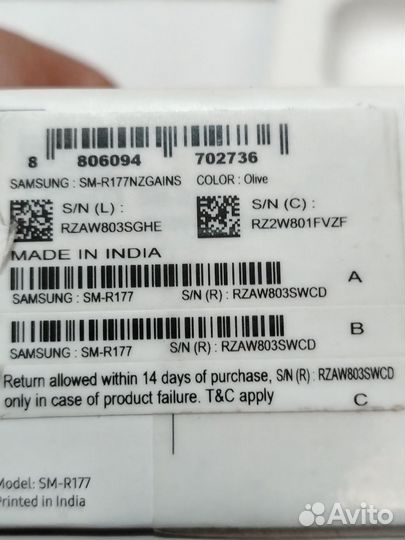 8 806094 702736
SAMSUNG : SM-R177NZGAINS COLOR : Olive
S/N (L) : S/N (C) :
RZAW803SGHE RZ2W801FVZF
MADE IN INDIA
A
SAMSUNG : SM-R177 S/N (R) : RZAW803SWCD
B
SAMSUNG : SM-R177 S/N (R) : RZAW803SWCD
Return allowed within 14 days of purchase, S/N (R) : RZAW803SWCD
only in case of product failure. T&C apply C
Model: SM-R177
Printed in India
Avito